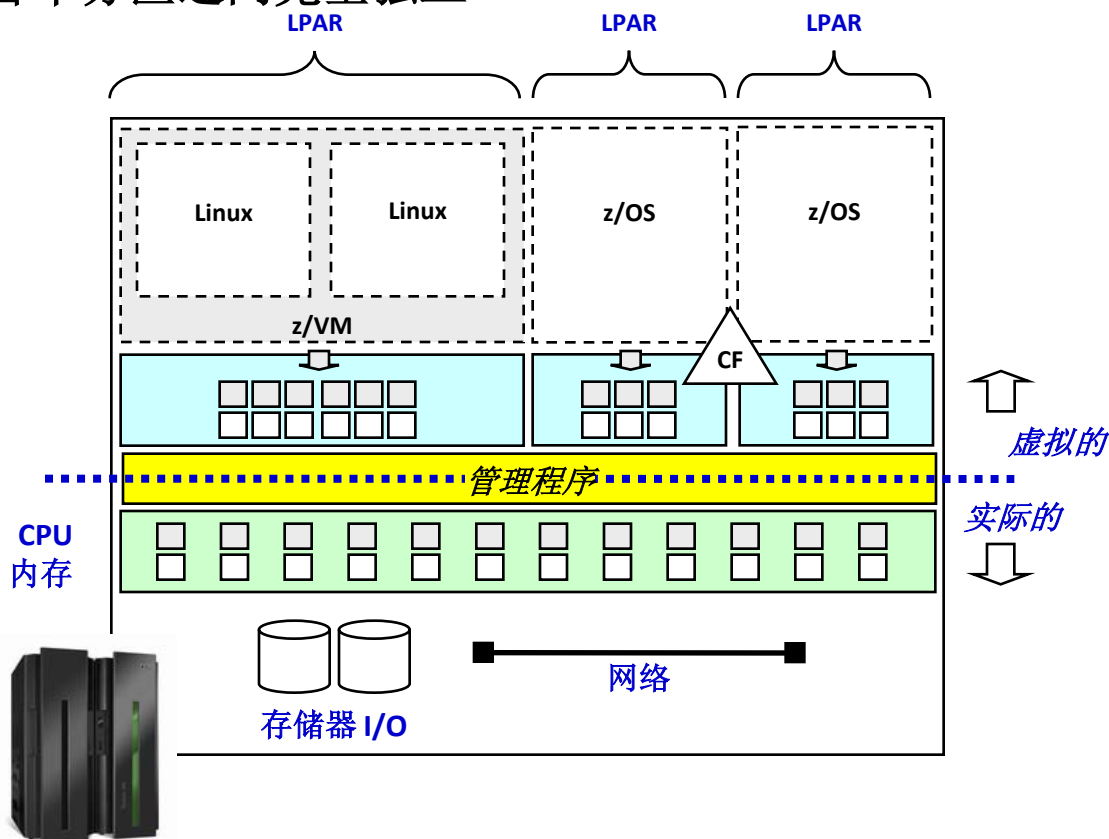 LPAR LPAR LPAR
Linux Linux z/OS z/OS
z/VM
CF
虚拟的
管理程序
实际的
CPU
内存
网络
存储器 I/O